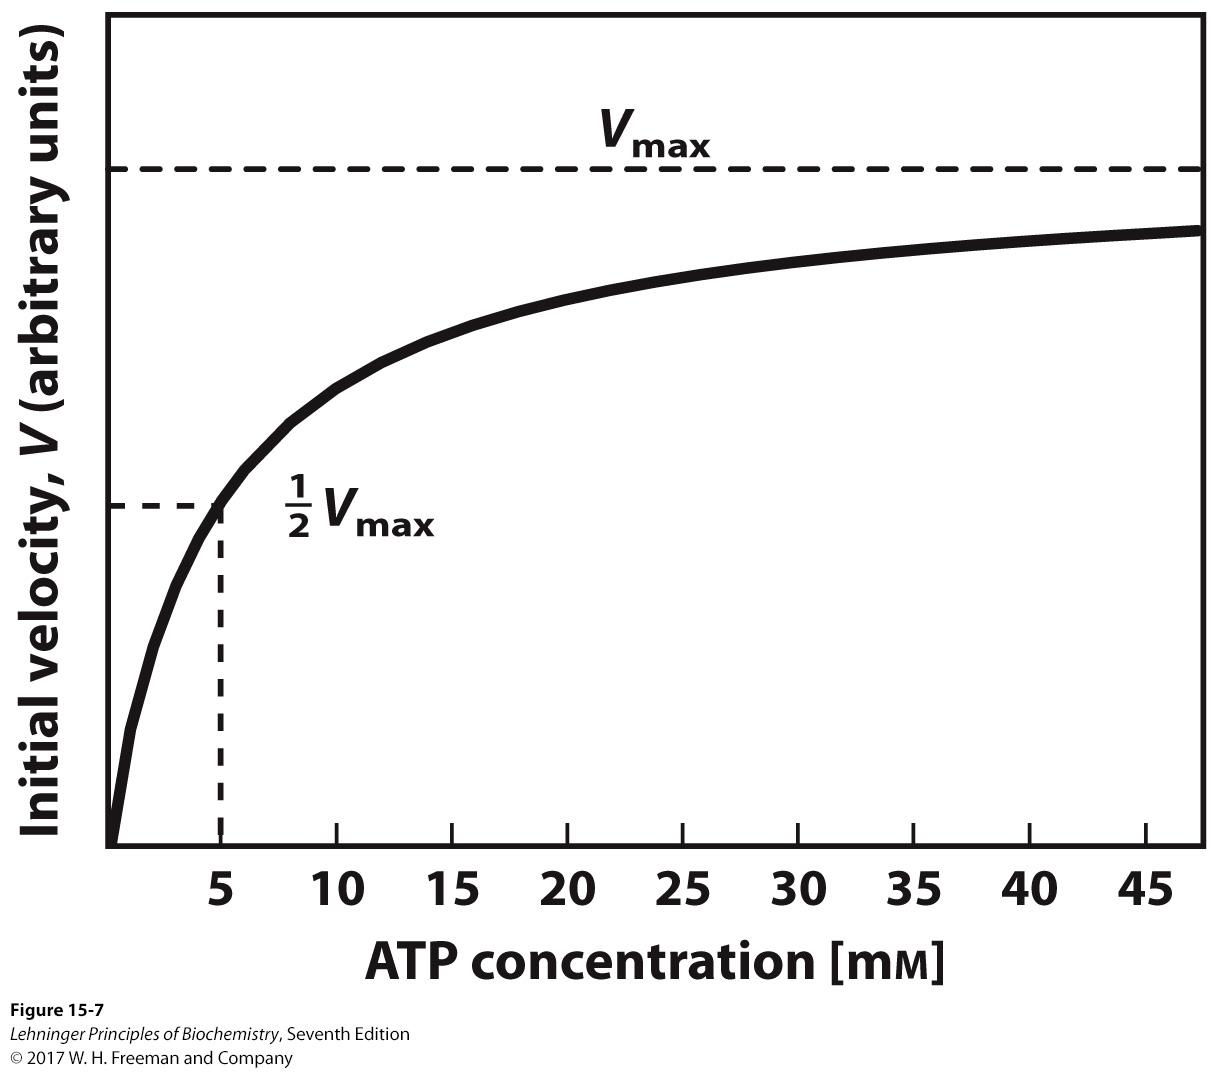 Initial velocity, V (arbitrary units)
Vmax
1/2 Vmax
5 10 15 20 25 30 35 40 45
ATP concentration [mM]
Figure 15-7
Lehninger Principles of Biochemistry, Seventh Edition
© 2017 W. H. Freeman and Company